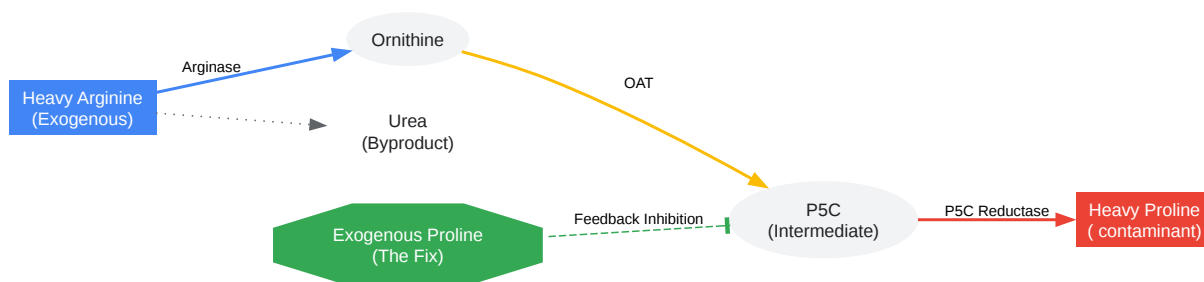 Ornithine
Arginase
OAT
Heavy Arginine
(Exogenous)
Urea
(Byproduct)
Feedback Inhibition
Exogenous Proline
(The Fix)
P5C
(Intermediate)
P5C Reductase
Heavy Proline
( contaminant)